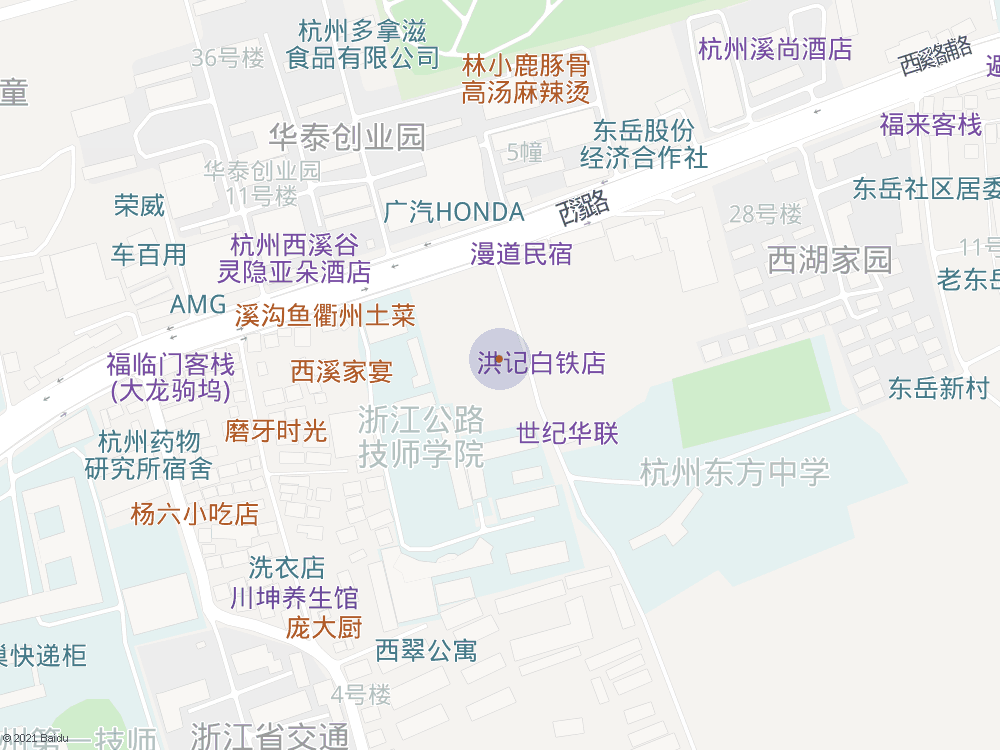 杭州多拿滋
食品有限公司
36号楼
林小鹿豚骨
高汤麻辣烫
杭州溪尚酒店
西溪路辅路
童
华泰创业园
5幢
东岳股份
经济合作社
福来客栈
华泰创业园
11号楼
荣威
广汽HONDA
西溪路
28号楼
东岳社区居委
车百用
杭州西溪谷
灵隐亚朵酒店
漫道民宿
西湖家园
11号
老东岳
AMG
溪沟鱼衢州土菜
福临门客栈
(大龙驹坞)
西溪家宴
洪记白铁店
东岳新村
磨牙时光
浙江公路
技师学院
世纪华联
杭州药物
研究所宿舍
杭州东方中学
杨六小吃店
洗衣店
川坤养生馆
庞大厨
西翠公寓
巢快递柜
4号楼
州第一技师
浙江省交通
© 2021 Baidu